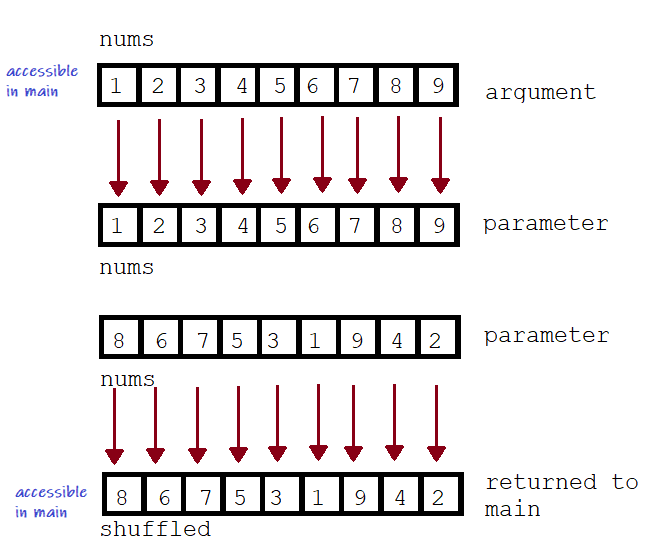 nums
accessible
in main
1 2 3 4 5 6 7 8 9
argument
1 2 3 4 5 6 7 8 9
parameter
nums
8 6 7 5 3 1 9 4 2
parameter
nums
accessible
in main
8 6 7 5 3 1 9 4 2
returned to
main
shuffled